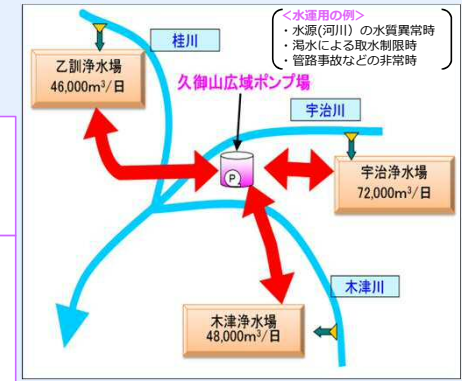 <水運用の例>
・水源(河川）の水質異常時
・渇水による取水制限時
・管路事故などの非常時
桂川
乙訓浄水場
46,000m³/日
久御山広域ポンプ場
宇治川
P
宇治浄水場
72,000m³/日
木津川
木津浄水場
48,000m³/日